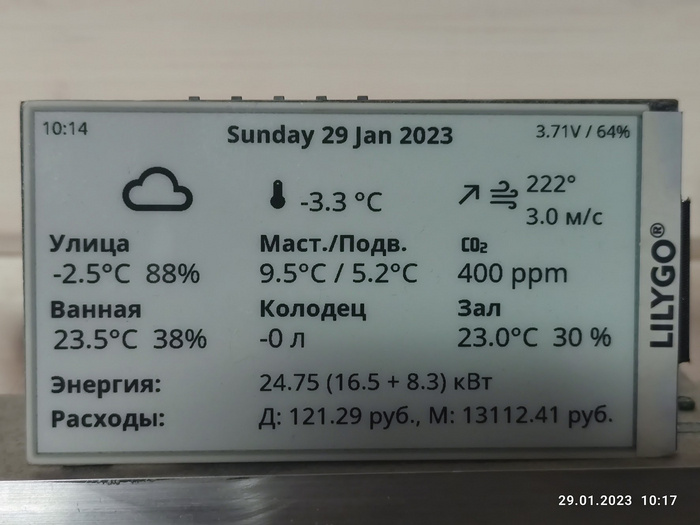 10:14 Sunday 29 Jan 2023 3.71V / 64%
-3.3 °C 222°
3.0 м/с
Улица Маст./Подв. CO₂
-2.5°C 88% 9.5°C / 5.2°C 400 ppm
Ванная Колодец Зал
23.5°C 38% -0 л 23.0°C 30 %
Энергия: 24.75 (16.5 + 8.3) кВт
Расходы: Д: 121.29 руб., М: 13112.41 руб.
LILYGO®
29.01.2023 10:17